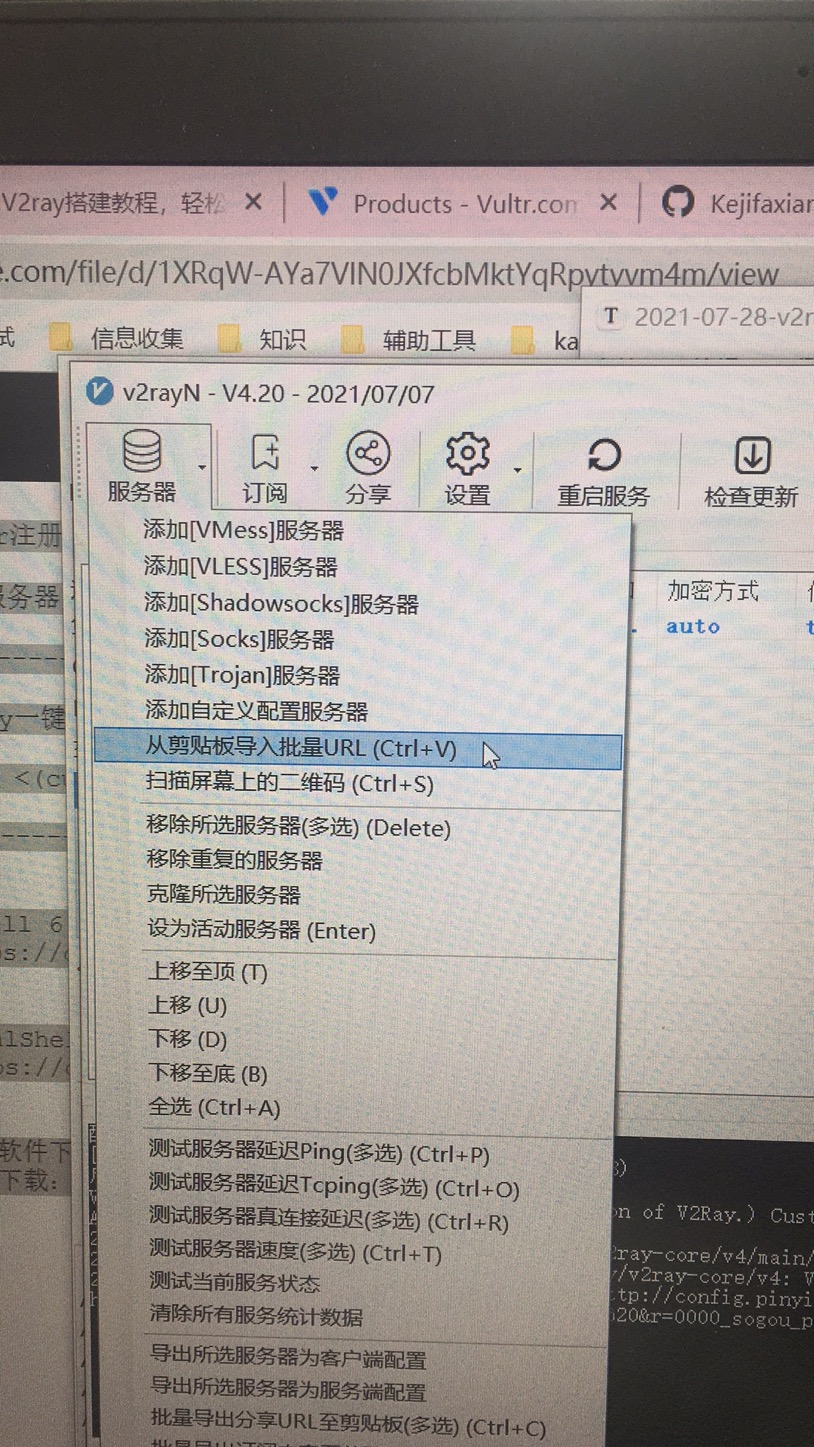 V2ray搭建教程，轻松 Products - Vultr.com Kejifaxian
e.com/file/d/1XRqW-AYa7VlN0JXfcbMktYqRpvtvvm4m/view
试 信息收集 知识 辅助工具 ka
T 2021-07-28-v2r
v2rayN - V4.20 - 2021/07/07
服务器 订阅 分享 设置 重启服务 检查更新
添加[VMess]服务器
添加[VLESS]服务器
添加[Shadowsocks]服务器
添加[Socks]服务器
添加[Trojan]服务器
添加自定义配置服务器
从剪贴板导入批量URL (Ctrl+V)
扫描屏幕上的二维码 (Ctrl+S)
移除所选服务器(多选) (Delete)
移除重复的服务器
克隆所选服务器
设为活动服务器 (Enter)
上移至顶 (T)
上移 (U)
下移 (D)
下移至底 (B)
全选 (Ctrl+A)
测试服务器延迟Ping(多选) (Ctrl+P)
测试服务器延迟Tcping(多选) (Ctrl+O)
测试服务器真连接延迟(多选) (Ctrl+R)
测试服务器速度(多选) (Ctrl+T)
测试当前服务状态
清除所有服务统计数据
导出所选服务器为客户端配置
导出所选服务器为服务端配置
批量导出分享URL至剪贴板(多选) (Ctrl+C)
加密方式
auto
注册
服务器
y一键
<(cu
ll 6
ps://
alShe
ps://
软件下
下载:
on of V2Ray.) Cust
2ray-core/v4/main/
/v2ray-core/v4: V
tp://config.pinyi
20&r=0000_sogou_p